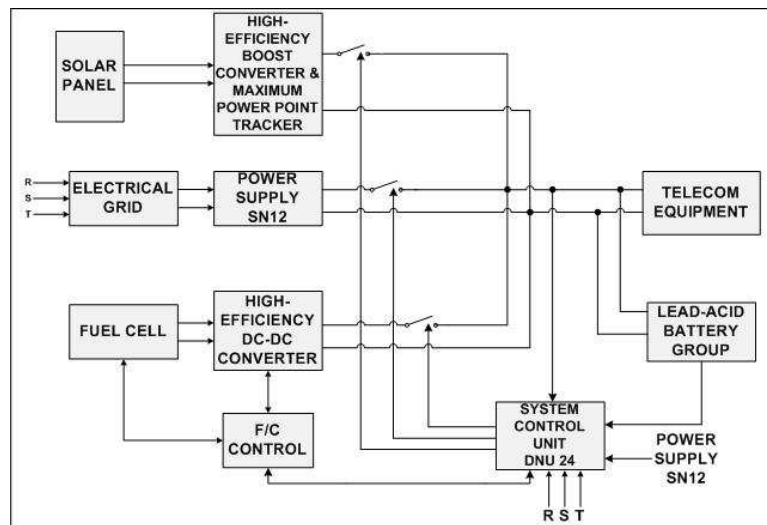 SOLAR
PANEL
HIGH-
EFFICIENCY
BOOST
CONVERTER &
MAXIMUM
POWER POINT
TRACKER
R
S
T
ELECTRICAL
GRID
POWER
SUPPLY
SN12
TELECOM
EQUIPMENT
FUEL CELL
HIGH-
EFFICIENCY
DC-DC
CONVERTER
LEAD-ACID
BATTERY
GROUP
F/C
CONTROL
SYSTEM
CONTROL
UNIT
DNU 24
POWER
SUPPLY
SN12
R S T